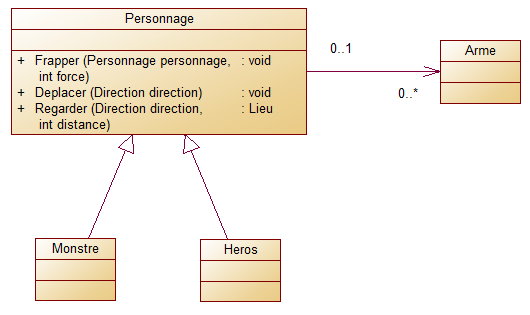 Personnage
+ Frapper (Personnage personnage, : void
int force)
+ Deplacer (Direction direction) : void
+ Regarder (Direction direction, : Lieu
int distance)
0..1
Arme
0..*
Monstre
Heros